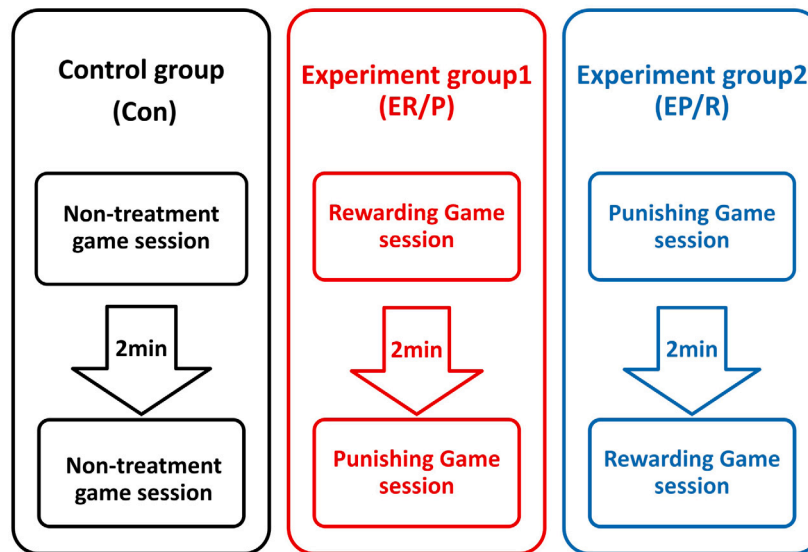 Control group
(Con)
Non-treatment
game session
2min
Non-treatment
game session
Experiment group1
(ER/P)
Rewarding Game
session
2min
Punishing Game
session
Experiment group2
(EP/R)
Punishing Game
session
2min
Rewarding Game
session